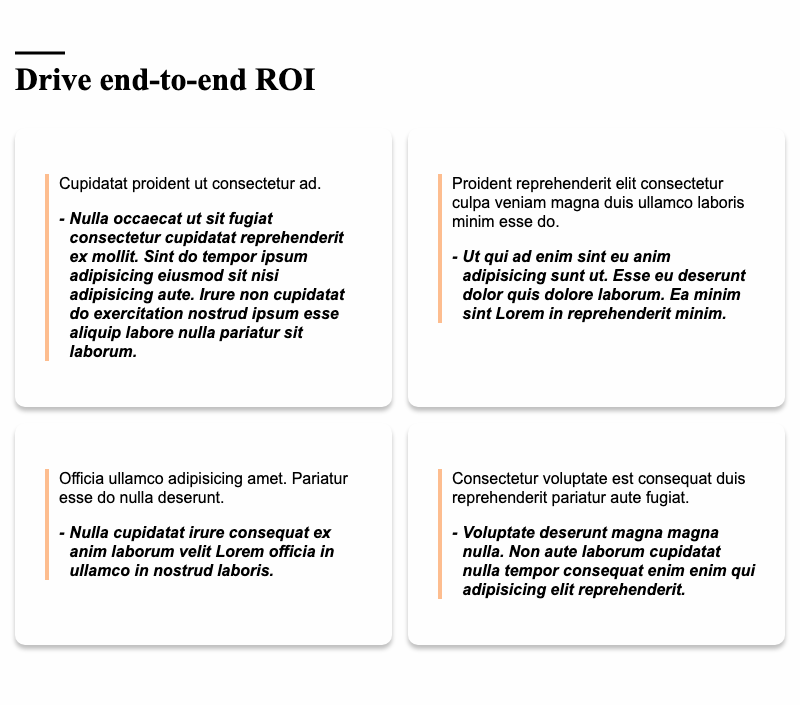 Drive end-to-end ROI
Cupidatat proident ut consectetur ad.
- Nulla occaecat ut sit fugiat
consectetur cupidatat reprehenderit
ex mollit. Sint do tempor ipsum
adipisicing eiusmod sit nisi
adipisicing aute. Irure non cupidatat
do exercitation nostrud ipsum esse
aliquip labore nulla pariatur sit
laborum.
Proident reprehenderit elit consectetur
culpa veniam magna duis ullamco laboris
minim esse do.
- Ut qui ad enim sint eu anim
adipisicing sunt ut. Esse eu deserunt
dolor quis dolore laborum. Ea minim
sint Lorem in reprehenderit minim.
Officia ullamco adipisicing amet. Pariatur
esse do nulla deserunt.
- Nulla cupidatat irure consequat ex
anim laborum velit Lorem officia in
ullamco in nostrud laboris.
Consectetur voluptate est consequat duis
reprehenderit pariatur aute fugiat.
- Voluptate deserunt magna magna
nulla. Non aute laborum cupidatat
nulla tempor consequat enim enim qui
adipisicing elit reprehenderit.